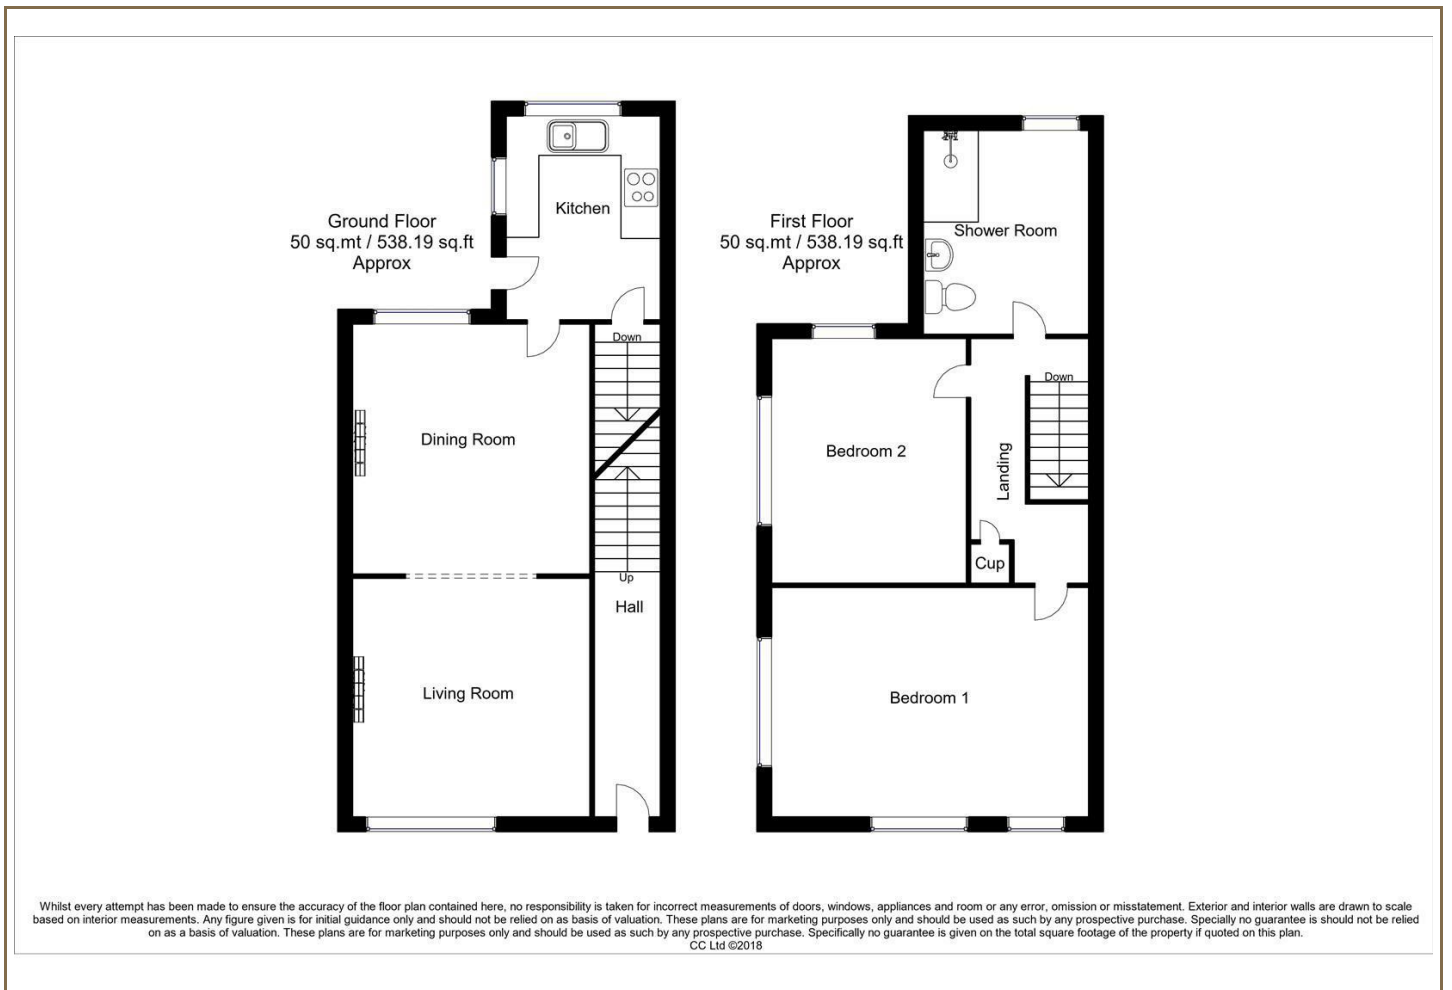 Ground Floor
50 sq.mt / 538.19 sq.ft
Approx
Kitchen
Down
Dining Room
Up
Hall
Living Room
First Floor
50 sq.mt / 538.19 sq.ft
Approx
Shower Room
Down
Bedroom 2
Landing
Cup
Bedroom 1
Whilst every attempt has been made to ensure the accuracy of the floor plan contained here, no responsibility is taken for incorrect measurements of doors, windows, appliances and room or any error, omission or misstatement. Exterior and interior walls are drawn to scale
based on interior measurements. Any figure given is for initial guidance only and should not be relied on as basis of valuation. These plans are for marketing purposes only and should be used as such by any prospective purchase. Specially no guarantee is should not be relied
on as a basis of valuation. These plans are for marketing purposes only and should be used as such by any prospective purchase. Specifically no guarantee is given on the total square footage of the property if quoted on this plan.
CC Ltd ©2018